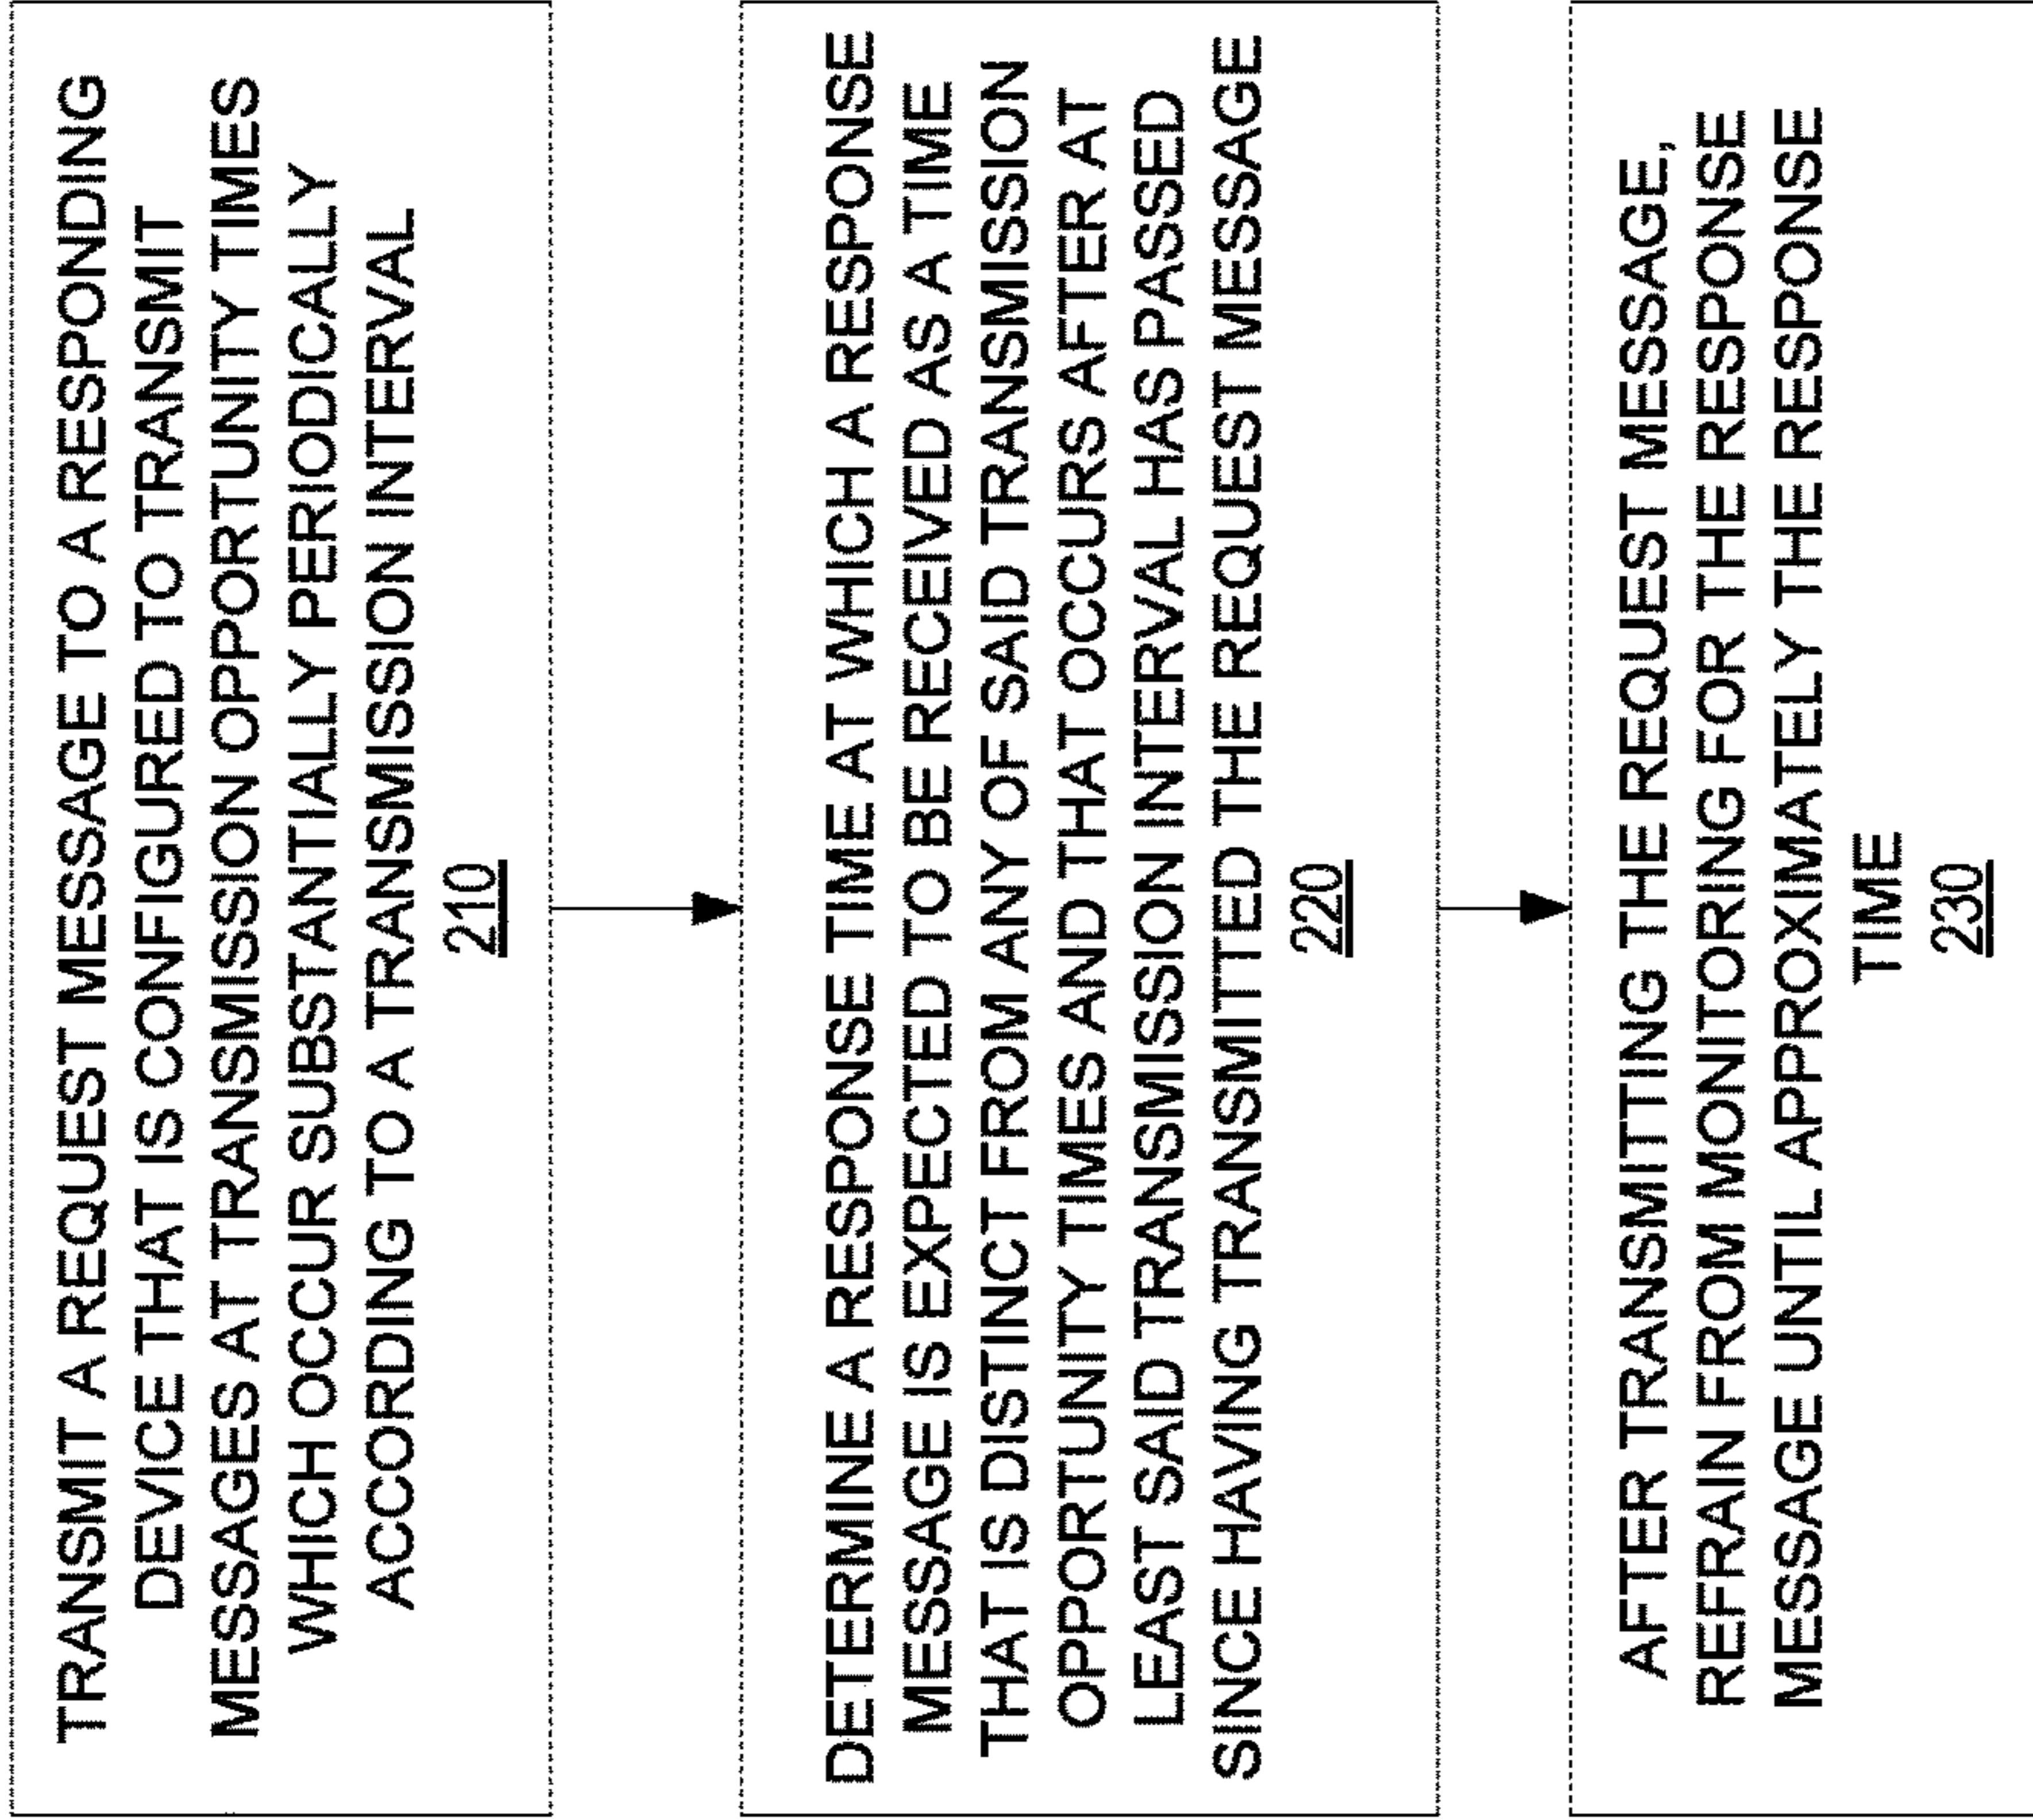 TRANSMIT A REQUEST MESSAGE TO A RESPONDING
DEVICE THAT IS CONFIGURED TO TRANSMIT
MESSAGES AT TRANSMISSION OPPORTUNITY TIMES
WHICH OCCUR SUBSTANTIALLY PERIODICALLY
ACCORDING TO A TRANSMISSION INTERVAL
210
DETERMINE A RESPONSE TIME AT WHICH A RESPONSE
MESSAGE IS EXPECTED TO BE RECEIVED AS A TIME
THAT IS DISTINCT FROM ANY OF SAID TRANSMISSION
OPPORTUNITY TIMES AND THAT OCCURS AFTER AT
LEAST SAID TRANSMISSION INTERVAL HAS PASSED
SINCE HAVING TRANSMITTED THE REQUEST MESSAGE
220
AFTER TRANSMITTING THE REQUEST MESSAGE,
REFRAIN FROM MONITORING FOR THE RESPONSE
MESSAGE UNTIL APPROXIMATELY THE RESPONSE
TIME
230